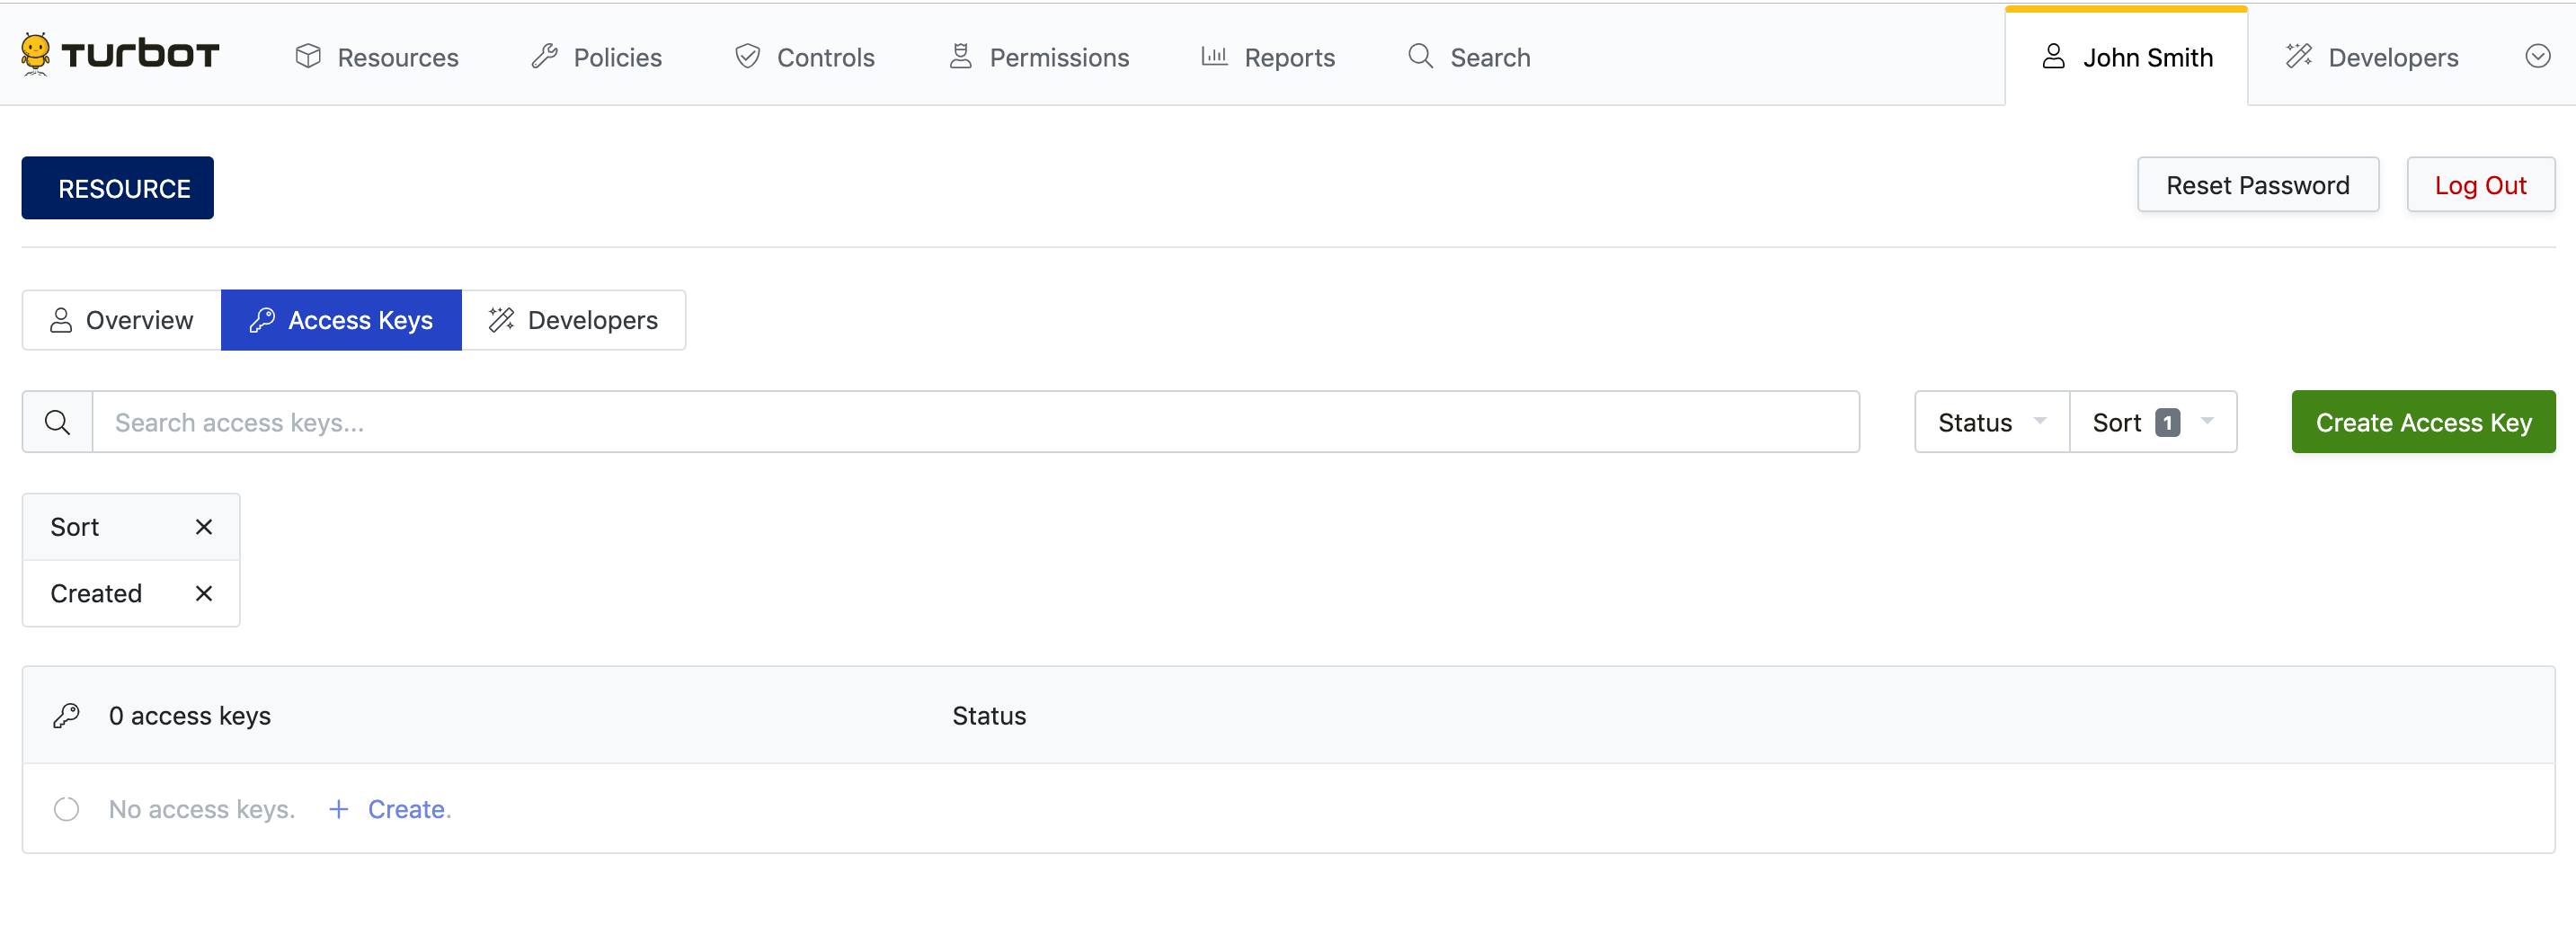 TURBOT Resources Policies Controls Permissions Reports Search John Smith Developers
RESOURCE Reset Password Log Out
Overview Access Keys Developers
Search access keys... Status Sort 1 Create Access Key
Sort
Created
0 access keys Status
No access keys. + Create.